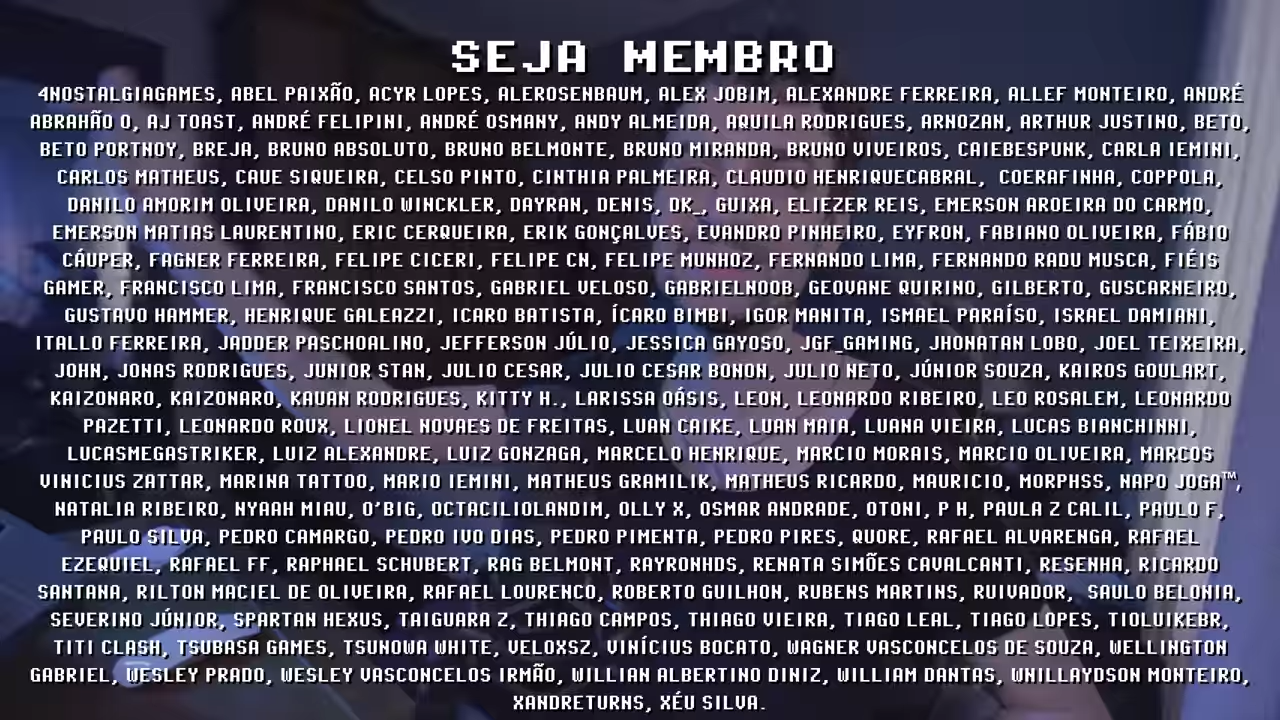 SEJA MEMBRO
4NOSTALGIAGAMES, ABEL PAIXÃO, ACYR LOPES, ALEROSENBAUM, ALEX JOBIM, ALEXANDRE FERREIRA, ALLEF MONTEIRO, ANDRÉ
ABRAHÃO O, AJ TOAST, ANDRÉ FELIPINI, ANDRÉ OSMANY, ANDY ALMEIDA, AQUILA RODRIGUES, ARNOZAN, ARTHUR JUSTINO, BETO,
BETO PORTNOY, BREJA, BRUNO ABSOLUTO, BRUNO BELMONTE, BRUNO MIRANDA, BRUNO VIVEIROS, CAIEBESPUNK, CARLA IEMINI,
CARLOS MATHEUS, CAUE SIQUEIRA, CELSO PINTO, CINTHIA PALMEIRA, CLAUDIO HENRIQUECABRAL, COERAFINHA, COPPOLA,
DANILO AMORIM OLIVEIRA, DANILO WINCKLER, DAYRAN, DENIS, DK_, GUIXA, ELIEZER REIS, EMERSON AROEIRA DO CARMO,
EMERSON MATIAS LAURENTINO, ERIC CERQUEIRA, ERIK GONÇALVES, EVANDRO PINHEIRO, EYFRON, FABIANO OLIVEIRA, FÁBIO
CÁUPER, FAGNER FERREIRA, FELIPE CICERI, FELIPE CN, FELIPE MUNHOZ, FERNANDO LIMA, FERNANDO RADU MUSCA, FIÉIS
GAMER, FRANCISCO LIMA, FRANCISCO SANTOS, GABRIEL VELOSO, GABRIELNOOB, GEOVANE QUIRINO, GILBERTO, GUSCARNEIRO,
GUSTAVO HAMMER, HENRIQUE GALEAZZI, ICARO BATISTA, ÍCARO BIMBI, IGOR MANITA, ISMAEL PARAÍSO, ISRAEL DAMIANI,
ITALLO FERREIRA, JADDER PASCHOALINO, JEFFERSON JÚLIO, JESSICA GAYOSO, JGF_GAMING, JHONATAN LOBO, JOEL TEIXEIRA,
JOHN, JONAS RODRIGUES, JUNIOR STAN, JULIO CESAR, JULIO CESAR BONON, JULIO NETO, JÚNIOR SOUZA, KAIROS GOULART,
KAIZONARO, KAIZONARO, KAUAN RODRIGUES, KITTY H., LARISSA OÁSIS, LEON, LEONARDO RIBEIRO, LEO ROSALEM, LEONARDO
PAZETTI, LEONARDO ROUX, LIONEL NOVAES DE FREITAS, LUAN CAIKE, LUAN MAIA, LUANA VIEIRA, LUCAS BIANCHINNI,
LUCASMEGASTRIKER, LUIZ ALEXANDRE, LUIZ GONZAGA, MARCELO HENRIQUE, MARCIO MORAIS, MARCIO OLIVEIRA, MARCOS
VINICIUS ZATTAR, MARINA TATTOO, MARIO IEMINI, MATHEUS GRAMILIK, MATHEUS RICARDO, MAURICIO, MORPHSS, NAPO JOGA™,
NATALIA RIBEIRO, NYAAH MIAU, O'BIG, OCTACILIOLANDIM, OLLY X, OSMAR ANDRADE, OTONI, P H, PAULA Z CALIL, PAULO F,
PAULO SILVA, PEDRO CAMARGO, PEDRO IVO DIAS, PEDRO PIMENTA, PEDRO PIRES, QUORE, RAFAEL ALVARENGA, RAFAEL
EZEQUIEL, RAFAEL FF, RAPHAEL SCHUBERT, RAG BELMONT, RAYRONHDS, RENATA SIMÕES CAVALCANTI, RESENHA, RICARDO
SANTANA, RILTON MACIEL DE OLIVEIRA, RAFAEL LOURENCO, ROBERTO GUILHON, RUBENS MARTINS, RUIVADOR, SAULO BELONIA,
SEVERINO JÚNIOR, SPARTAN HEXUS, TAIGUARA Z, THIAGO CAMPOS, THIAGO VIEIRA, TIAGO LEAL, TIAGO LOPES, TIOLUIKEBR,
TITI CLASH, TSUBASA GAMES, TSUNOWA WHITE, VELOXSZ, VINÍCIUS BOCATO, WAGNER VASCONCELOS DE SOUZA, WELLINGTON
GABRIEL, WESLEY PRADO, WESLEY VASCONCELOS IRMÃO, WILLIAN ALBERTINO DINIZ, WILLIAM DANTAS, WNILLAYDSON MONTEIRO,
XANDRETURNS, XÉU SILVA.